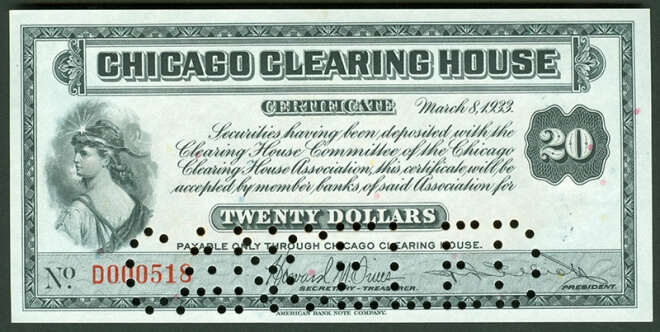 CHICAGO CLEARING HOUSE
CERTIFICATE March 8, 1933.
Securities having been deposited with the
Clearing House Committee of the Chicago
Clearing House Association, this certificate will be
accepted by member banks of said Association for
20
TWENTY DOLLARS
PAYABLE ONLY THROUGH CHICAGO CLEARING HOUSE.
No. D000518
SECRETARY-TREASURER.
PRESIDENT.
AMERICAN BANK NOTE COMPANY.